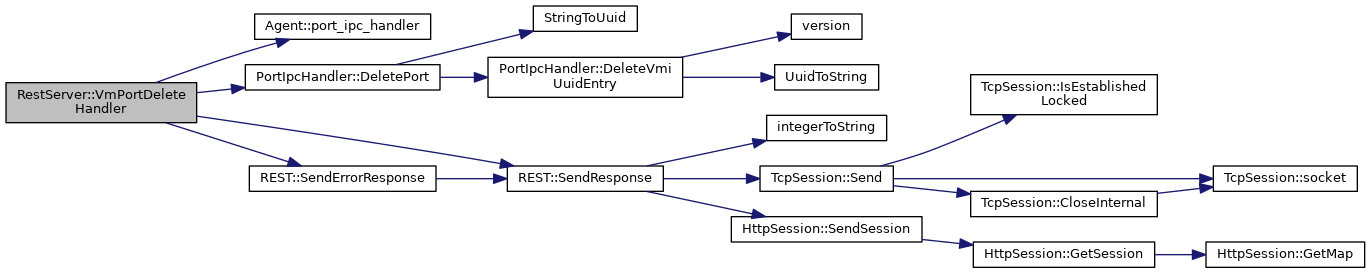 RestServer::VmPortDelete
Handler
Agent::port_ipc_handler
PortIpcHandler::DeletePort
StringToUuid
PortIpcHandler::DeleteVmi
UuidEntry
version
UuidToString
REST::SendErrorResponse
REST::SendResponse
integerToString
TcpSession::Send
HttpSession::SendSession
TcpSession::IsEstablished
Locked
TcpSession::CloseInternal
TcpSession::socket
HttpSession::GetSession
HttpSession::GetMap